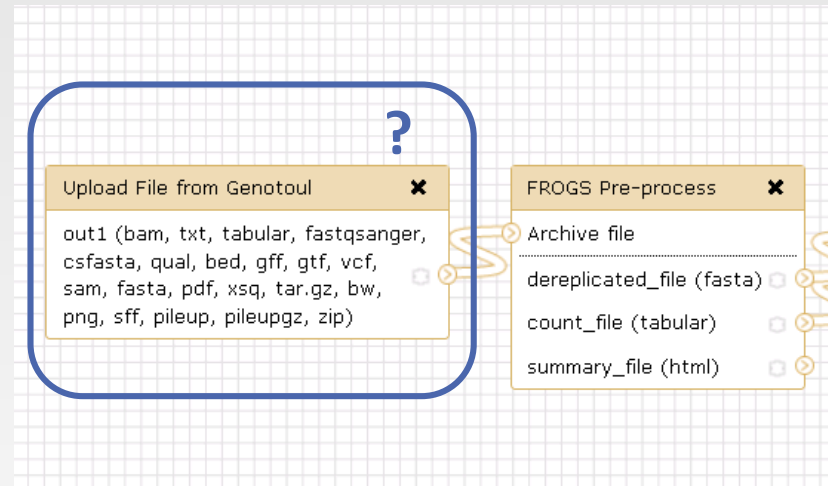 ?
Upload File from Genotoul
out1 (bam, txt, tabular, fastqsanger,
csfasta, qual, bed, gff, gtf, vcf,
sam, fasta, pdf, xsq, tar.gz, bw,
png, sff, pileup, pileupgz, zip)
FROGS Pre-process
Archive file
dereplicated_file (fasta)
count_file (tabular)
summary_file (html)